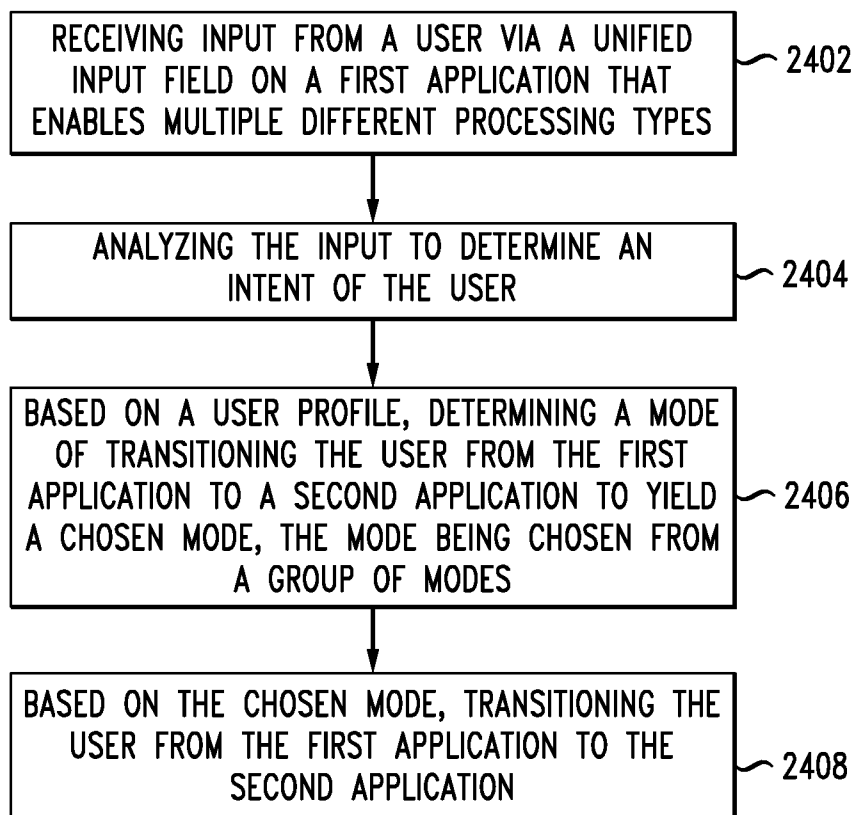 RECEIVING INPUT FROM A USER VIA A UNIFIED
INPUT FIELD ON A FIRST APPLICATION THAT
ENABLES MULTIPLE DIFFERENT PROCESSING TYPES
2402
ANALYZING THE INPUT TO DETERMINE AN
INTENT OF THE USER
2404
BASED ON A USER PROFILE, DETERMINING A MODE
OF TRANSITIONING THE USER FROM THE FIRST
APPLICATION TO A SECOND APPLICATION TO YIELD
A CHOSEN MODE, THE MODE BEING CHOSEN FROM
A GROUP OF MODES
2406
BASED ON THE CHOSEN MODE, TRANSITIONING THE
USER FROM THE FIRST APPLICATION TO THE
SECOND APPLICATION
2408